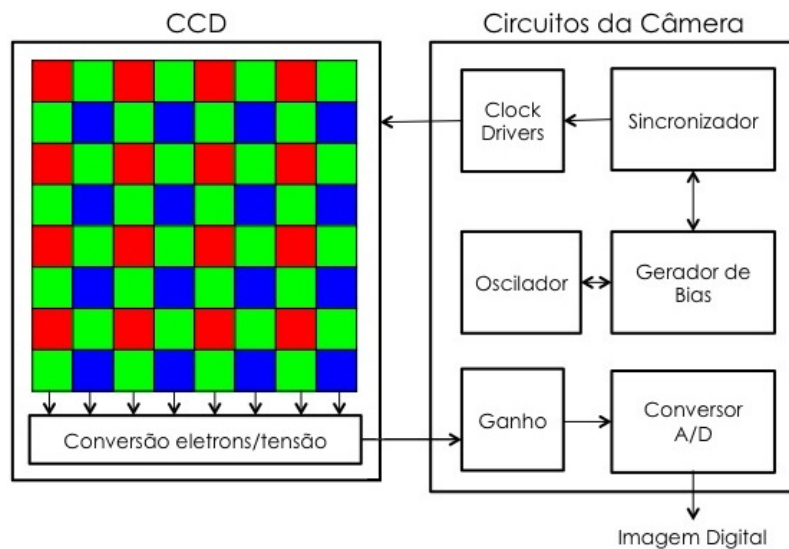 CCD
Circuitos da Câmera
Clock
Drivers
Sincronizador
Oscilador
Gerador de
Bias
Conversão eletrons/tensão
Ganho
Conversor
A/D
Imagem Digital